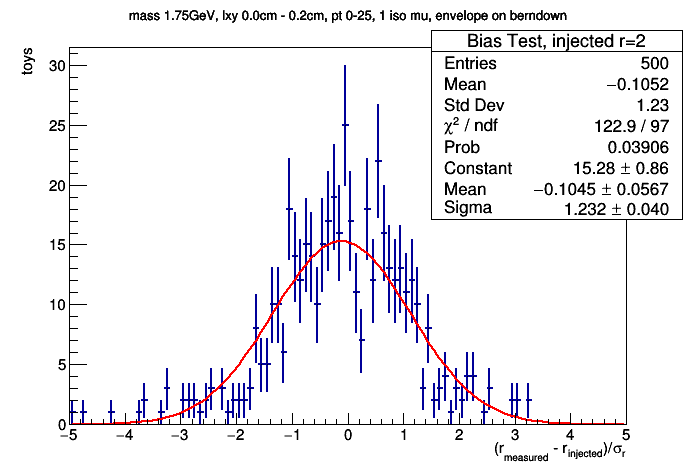 mass 1.75GeV, lxy 0.0cm - 0.2cm, pt 0-25, 1 iso mu, envelope on berndown
Bias Test, injected r=2
Entries 500
Mean −0.1052
Std Dev 1.23
χ² / ndf 122.9 / 97
Prob 0.03906
Constant 15.28 ± 0.86
Mean −0.1045 ± 0.0567
Sigma 1.232 ± 0.040
toys
30
25
20
15
10
5
0
−5 −4 −3 −2 −1 0 1 2 3 4 5
(r_measured - r_injected)/σ_r